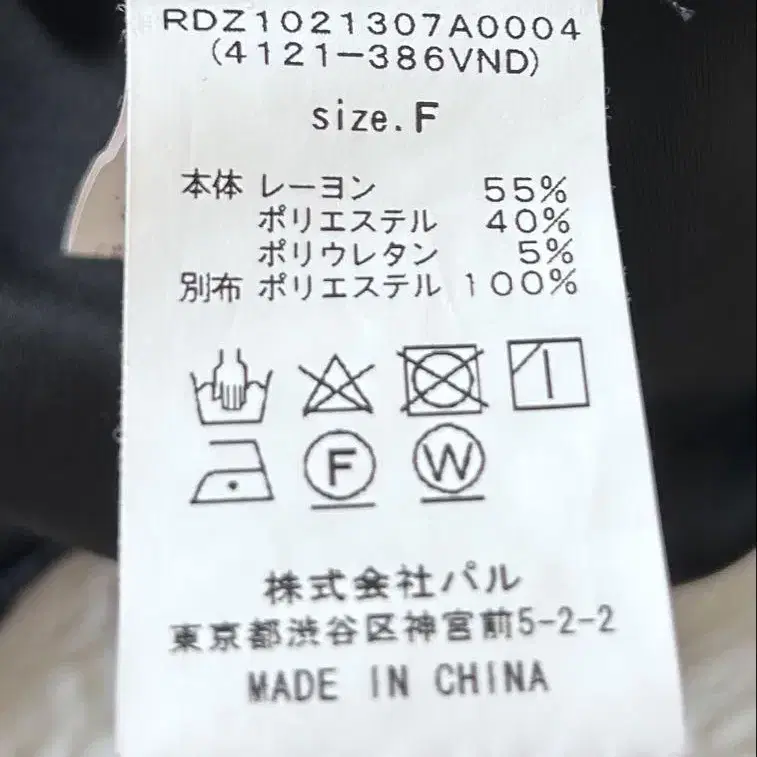 RDZ1021307A0004
(4121-386VND)
size.F
本体 レーヨン 55%
ポリエステル 40%
ポリウレタン 5%
別布 ポリエステル 100%
F W
株式会社パル
東京都渋谷区神宮前5-2-2
MADE IN CHINA